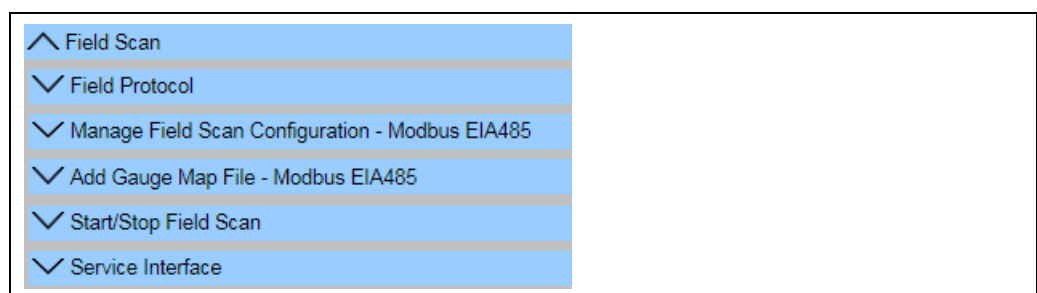 Field Scan
Field Protocol
Manage Field Scan Configuration - Modbus EIA485
Add Gauge Map File - Modbus EIA485
Start/Stop Field Scan
Service Interface